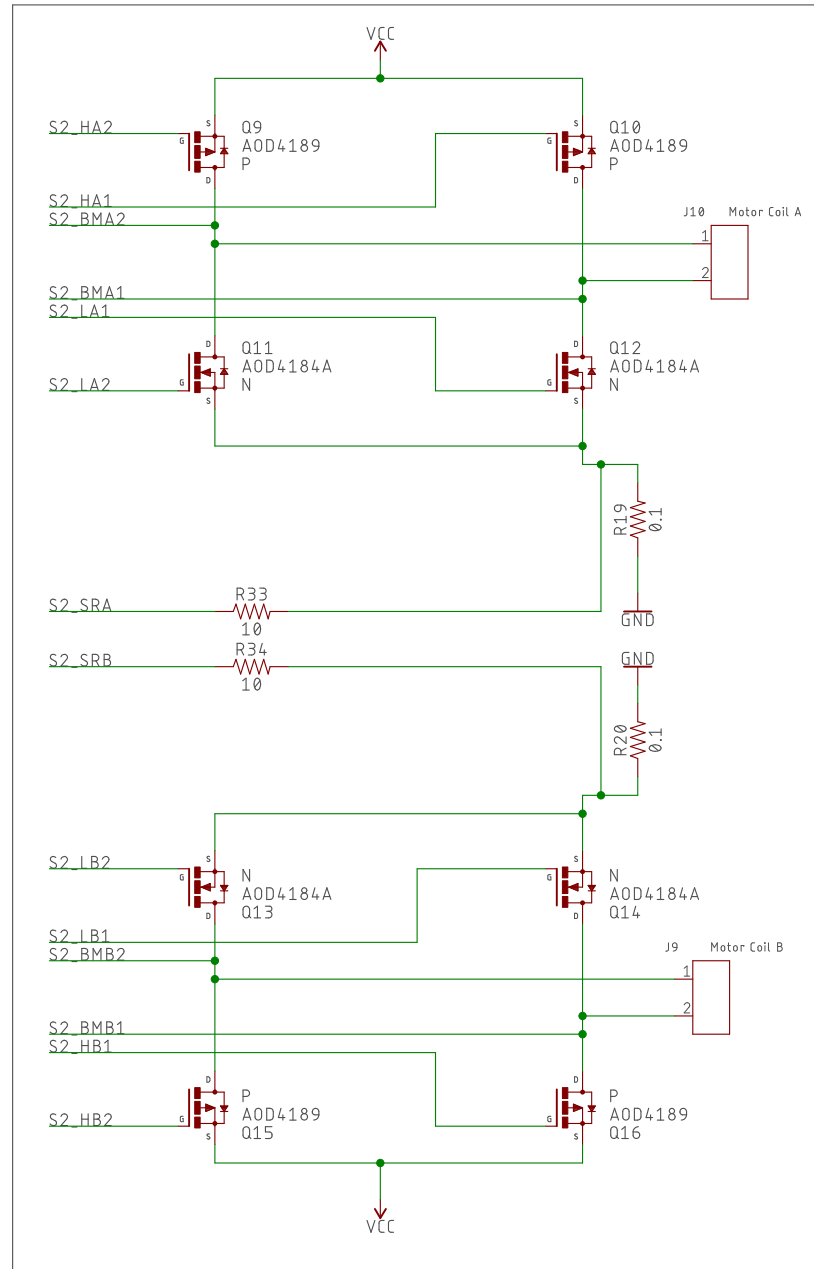 VCC
S2_HA2
S
G
D
Q9
AOD4189
P
S
G
D
Q10
AOD4189
P
S2_HA1
S2_BMA2
J10 Motor Coil A
1
2
S2_BMA1
S2_LA1
S2_LA2
D
G
S
Q11
AOD4184A
N
D
G
S
Q12
AOD4184A
N
R19
0.1
GND
S2_SRA
R33
10
S2_SRB
R34
10
GND
R20
0.1
S2_LB2
S
G
D
N
AOD4184A
Q13
S
G
D
N
AOD4184A
Q14
S2_LB1
S2_BMB2
J9 Motor Coil B
1
2
S2_BMB1
S2_HB1
S2_HB2
D
G
S
P
AOD4189
Q15
D
G
S
P
AOD4189
Q16
VCC